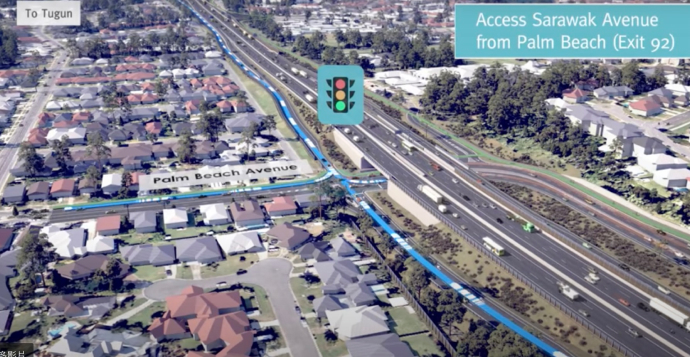 To Tugun
Access Sarawak Avenue
from Palm Beach (Exit 92)
Palm Beach Avenue